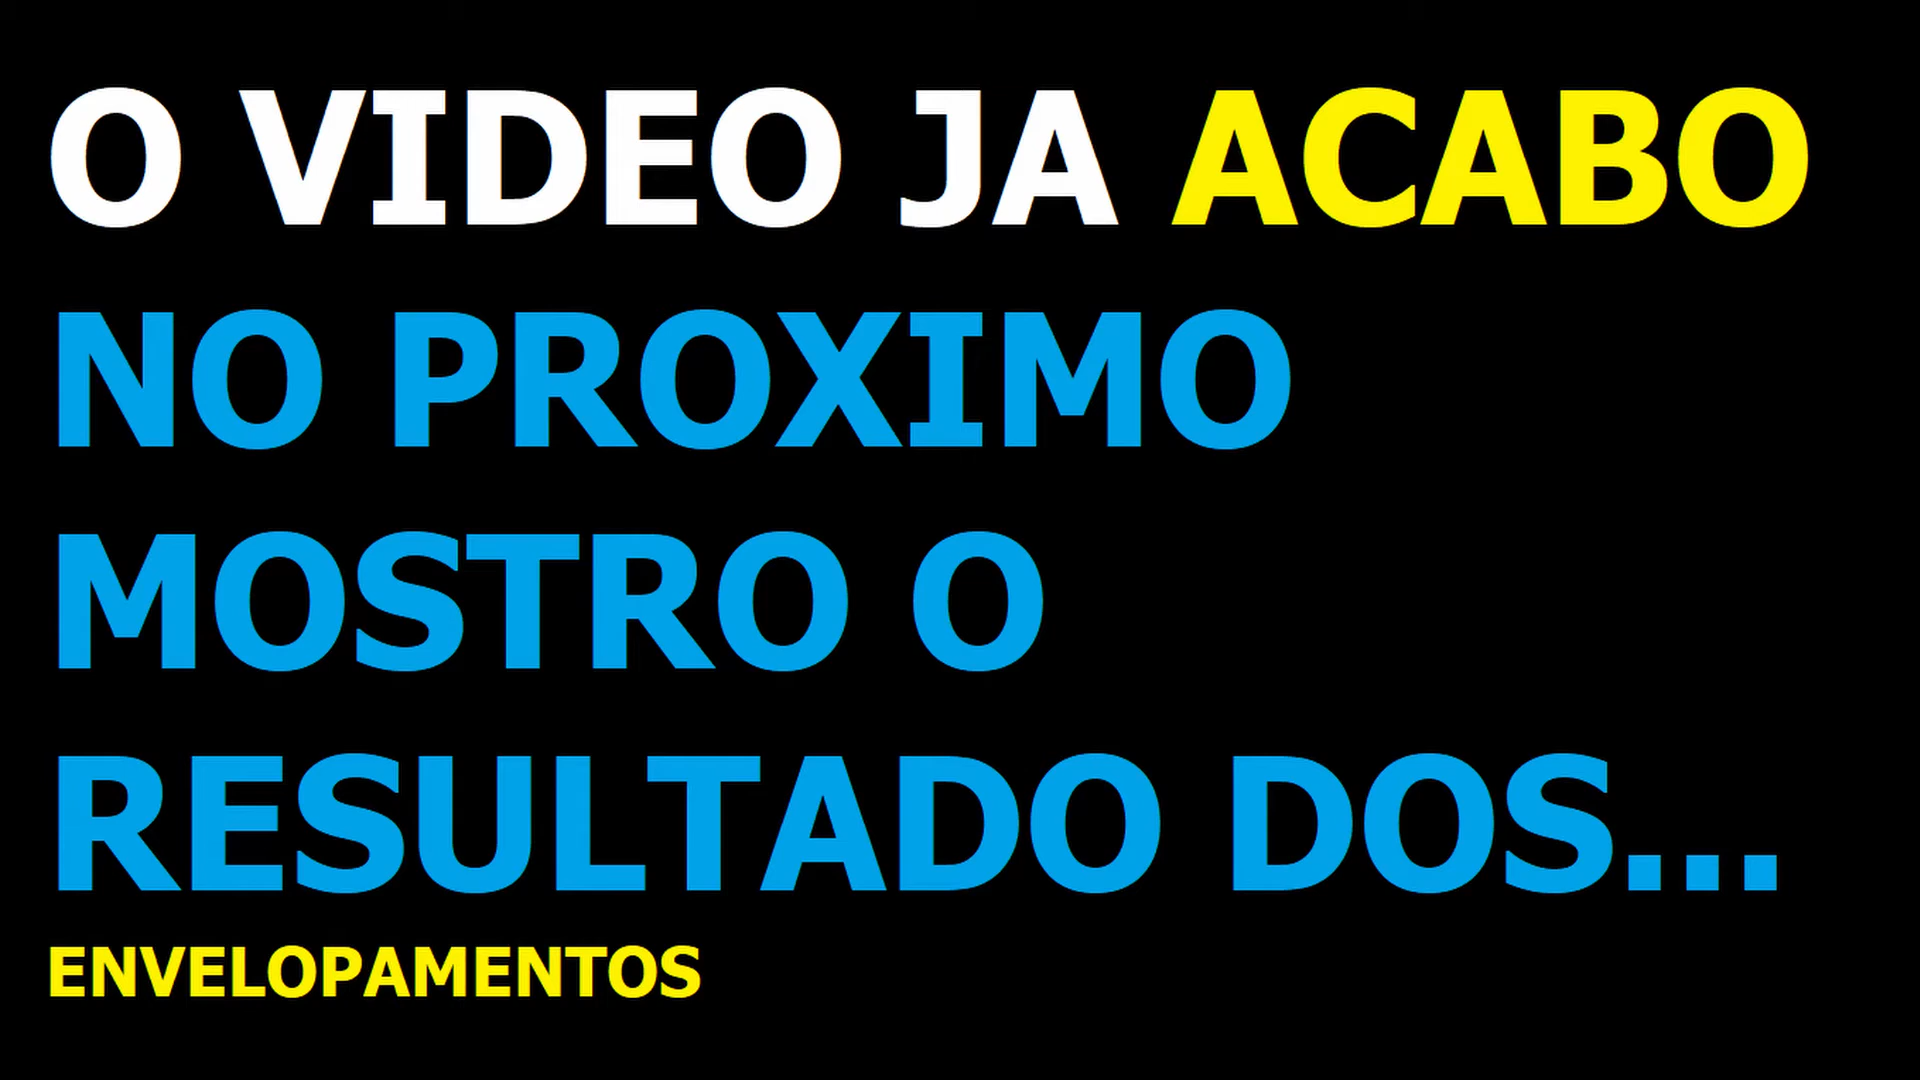 O VIDEO JA ACABO
NO PROXIMO
MOSTRO O
RESULTADO DOS...
ENVELOPAMENTOS